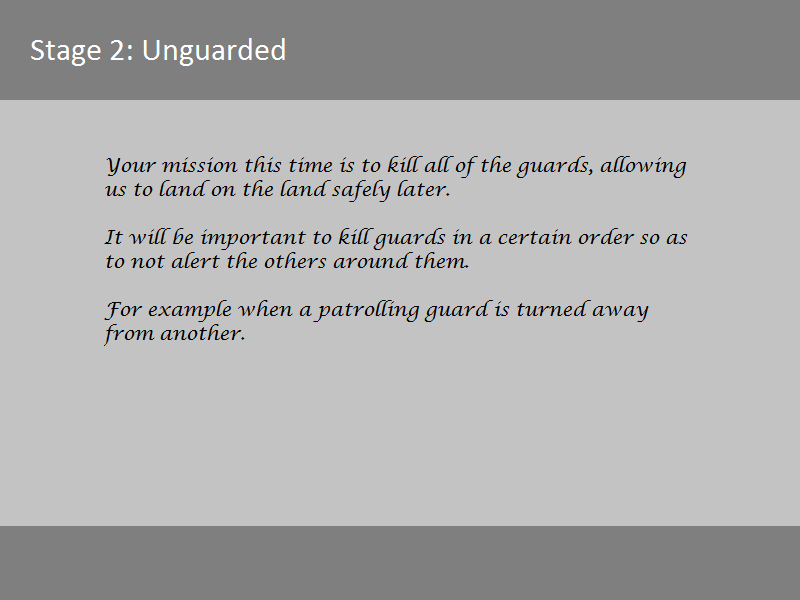 Stage 2: Unguarded
Your mission this time is to kill all of the guards, allowing
us to land on the land safely later.
It will be important to kill guards in a certain order so as
to not alert the others around them.
For example when a patrolling guard is turned away
from another.